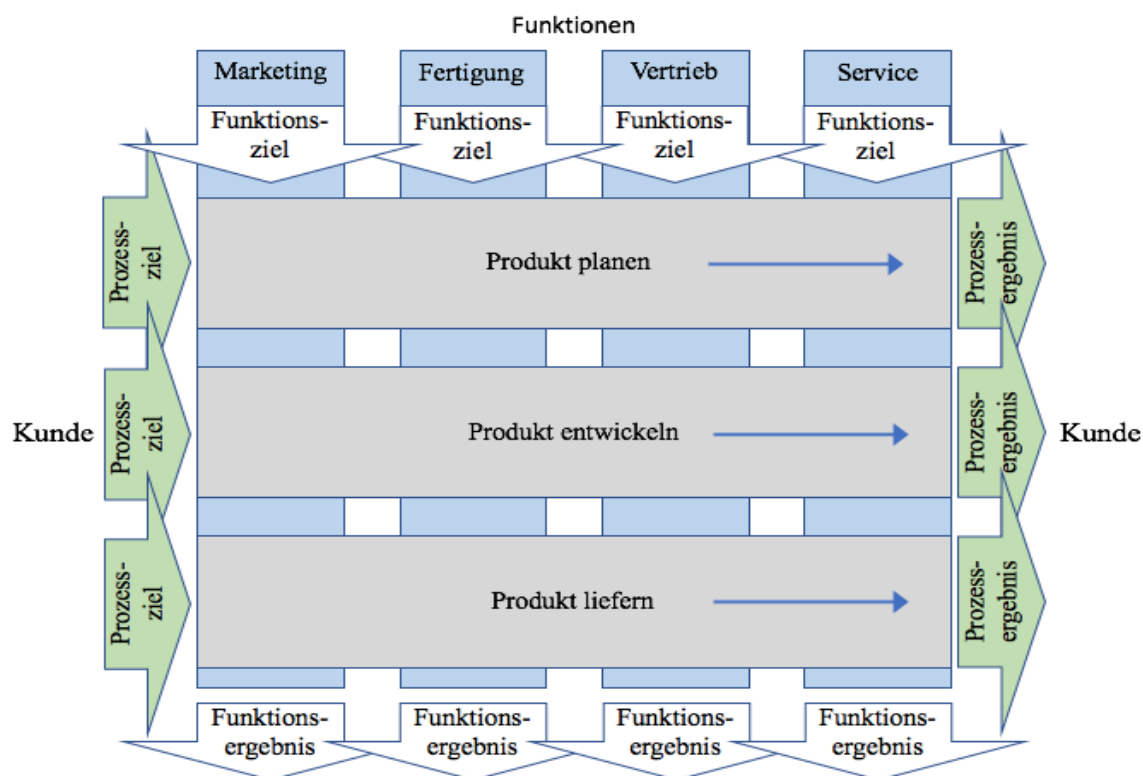 Funktionen
Marketing
Fertigung
Vertrieb
Service
Funktions-
ziel
Funktions-
ziel
Funktions-
ziel
Funktions-
ziel
Prozess-
ziel
Produkt planen
Prozess-
ergebnis
Kunde
Prozess-
ziel
Produkt entwickeln
Prozess-
ergebnis
Kunde
Prozess-
ziel
Produkt liefern
Prozess-
ergebnis
Funktions-
ergebnis
Funktions-
ergebnis
Funktions-
ergebnis
Funktions-
ergebnis